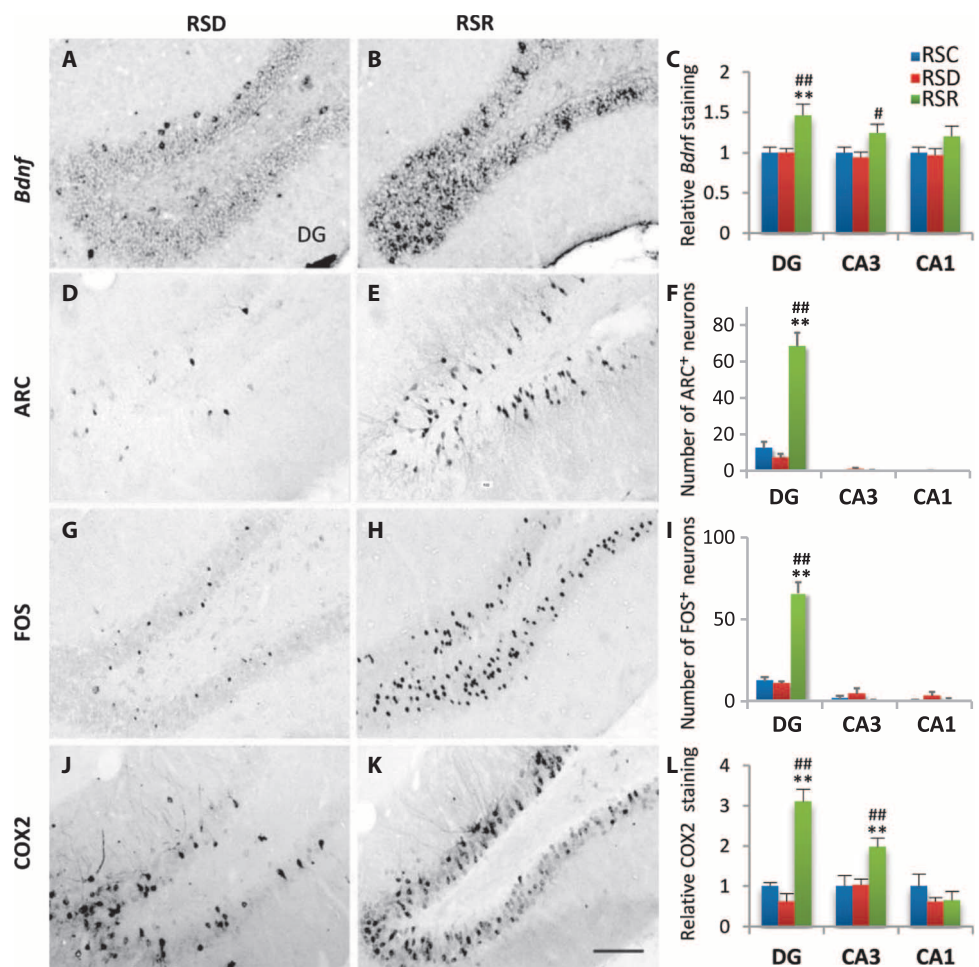 RSD
RSR
Bdnf
A
DG
B
C
Relative Bdnf staining
2
1.5
1
0.5
0
RSC
RSD
RSR
##
**
#
DG CA3 CA1
ARC
D
E
F
Number of ARC+ neurons
80
60
40
20
0
##
**
DG CA3 CA1
FOS
G
H
I
Number of FOS+ neurons
100
50
0
##
**
DG CA3 CA1
COX2
J
K
L
Relative COX2 staining
4
3
2
1
0
##
**
##
**
DG CA3 CA1